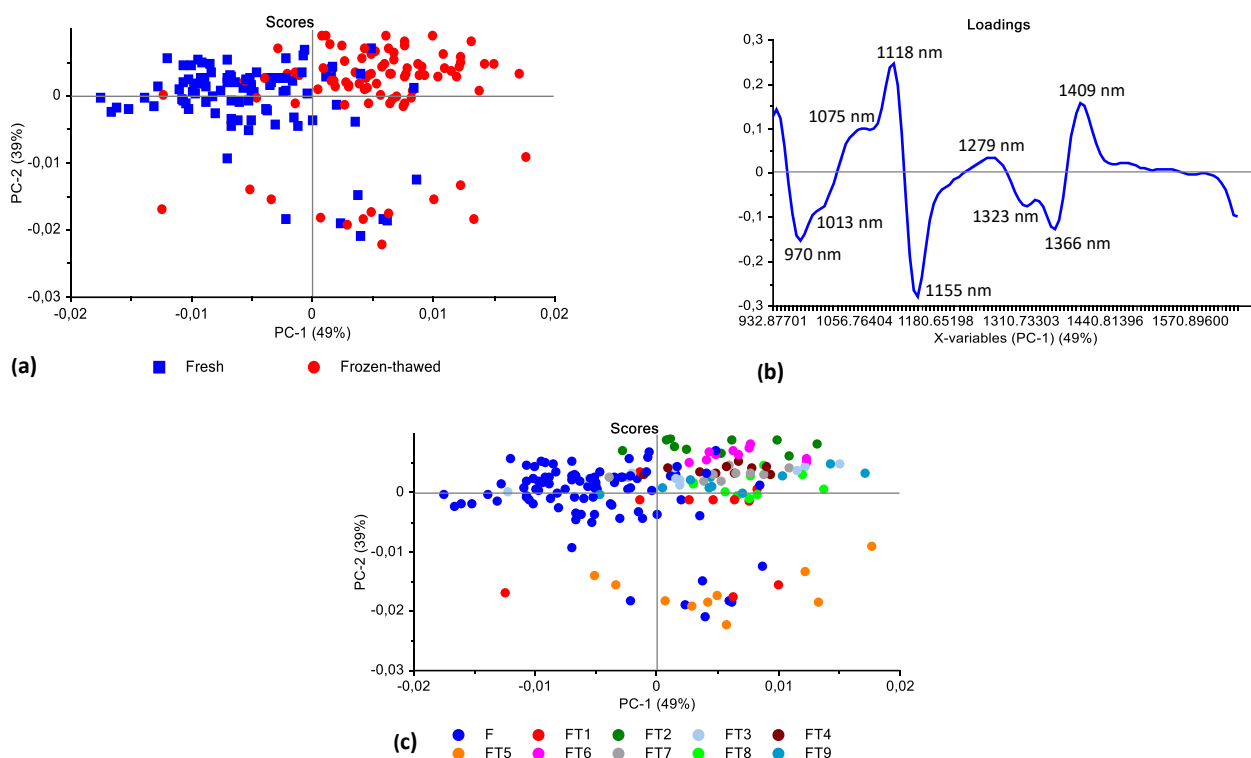 Scores
0
-0,01
-0,02
-0,03
PC-2 (39%)
-0,02 -0,01 0 0,01 0,02
PC-1 (49%)
(a)
Fresh Frozen-thawed
Loadings
0,3
0,2
0,1
0
-0,1
-0,2
-0,3
1118 nm
1409 nm
1075 nm
1279 nm
1013 nm
1323 nm
970 nm
1366 nm
1155 nm
932.87701 1056.76404 1180.65198 1310.73303 1440.81396 1570.89600
X-variables (PC-1) (49%)
(b)
Scores
0
-0,01
-0,02
-0,03
PC-2 (39%)
-0,02 -0,01 0 0,01 0,02
PC-1 (49%)
(c)
F FT1 FT2 FT3 FT4
FT5 FT6 FT7 FT8 FT9